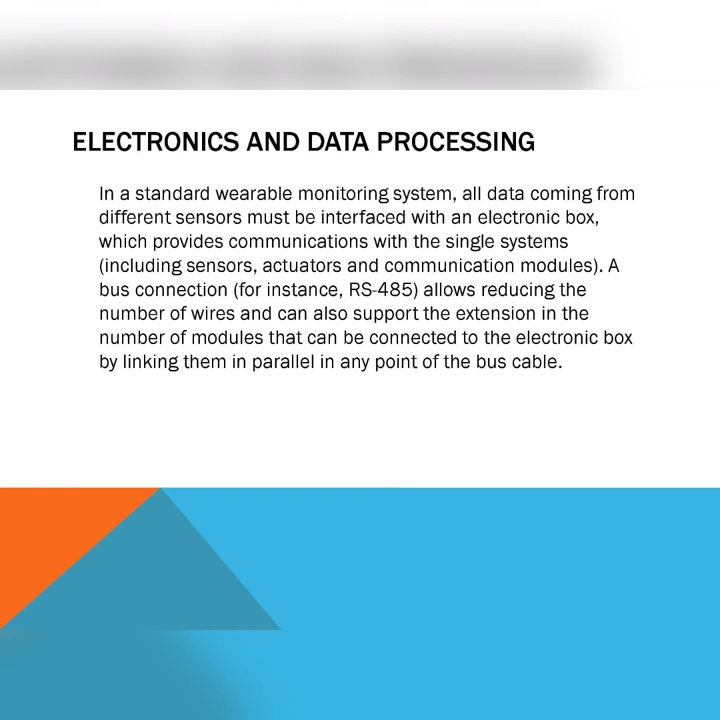 ELECTRONICS AND DATA PROCESSING
In a standard wearable monitoring system, all data coming from
different sensors must be interfaced with an electronic box,
which provides communications with the single systems
(including sensors, actuators and communication modules). A
bus connection (for instance, RS-485) allows reducing the
number of wires and can also support the extension in the
number of modules that can be connected to the electronic box
by linking them in parallel in any point of the bus cable.